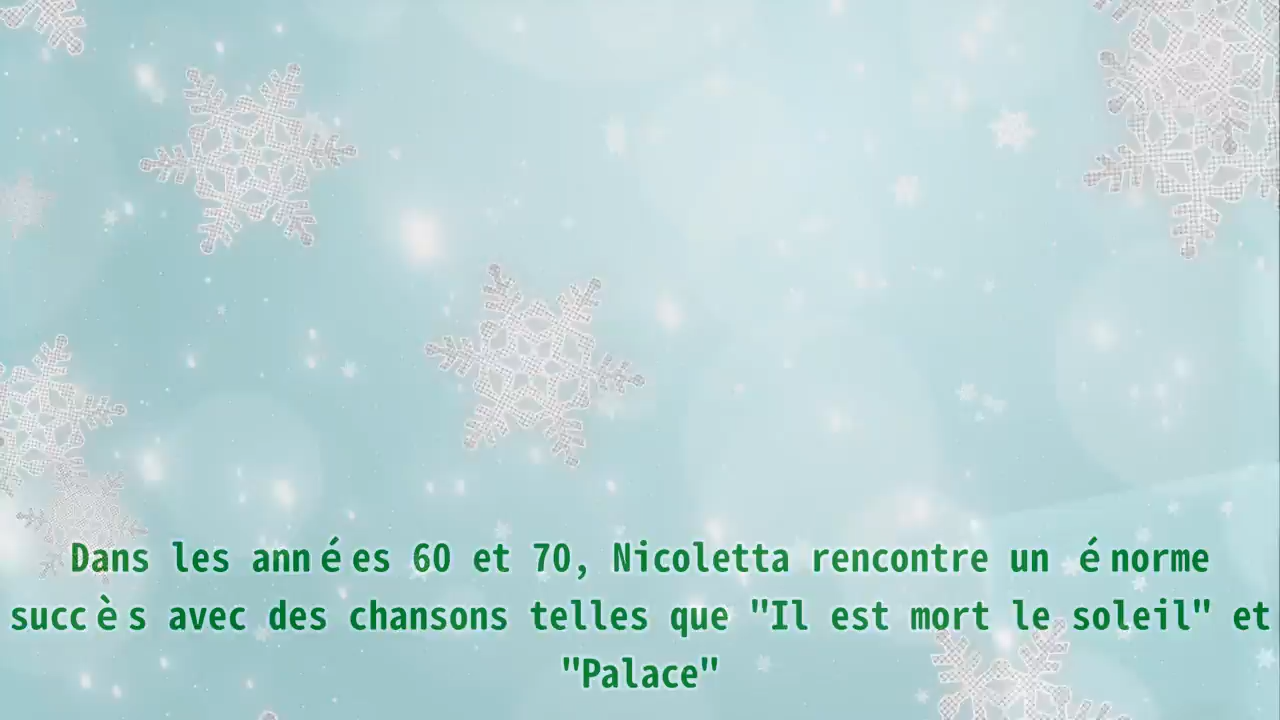 Dans les années 60 et 70, Nicoletta rencontre un énorme
succès avec des chansons telles que "Il est mort le soleil" et
"Palace"